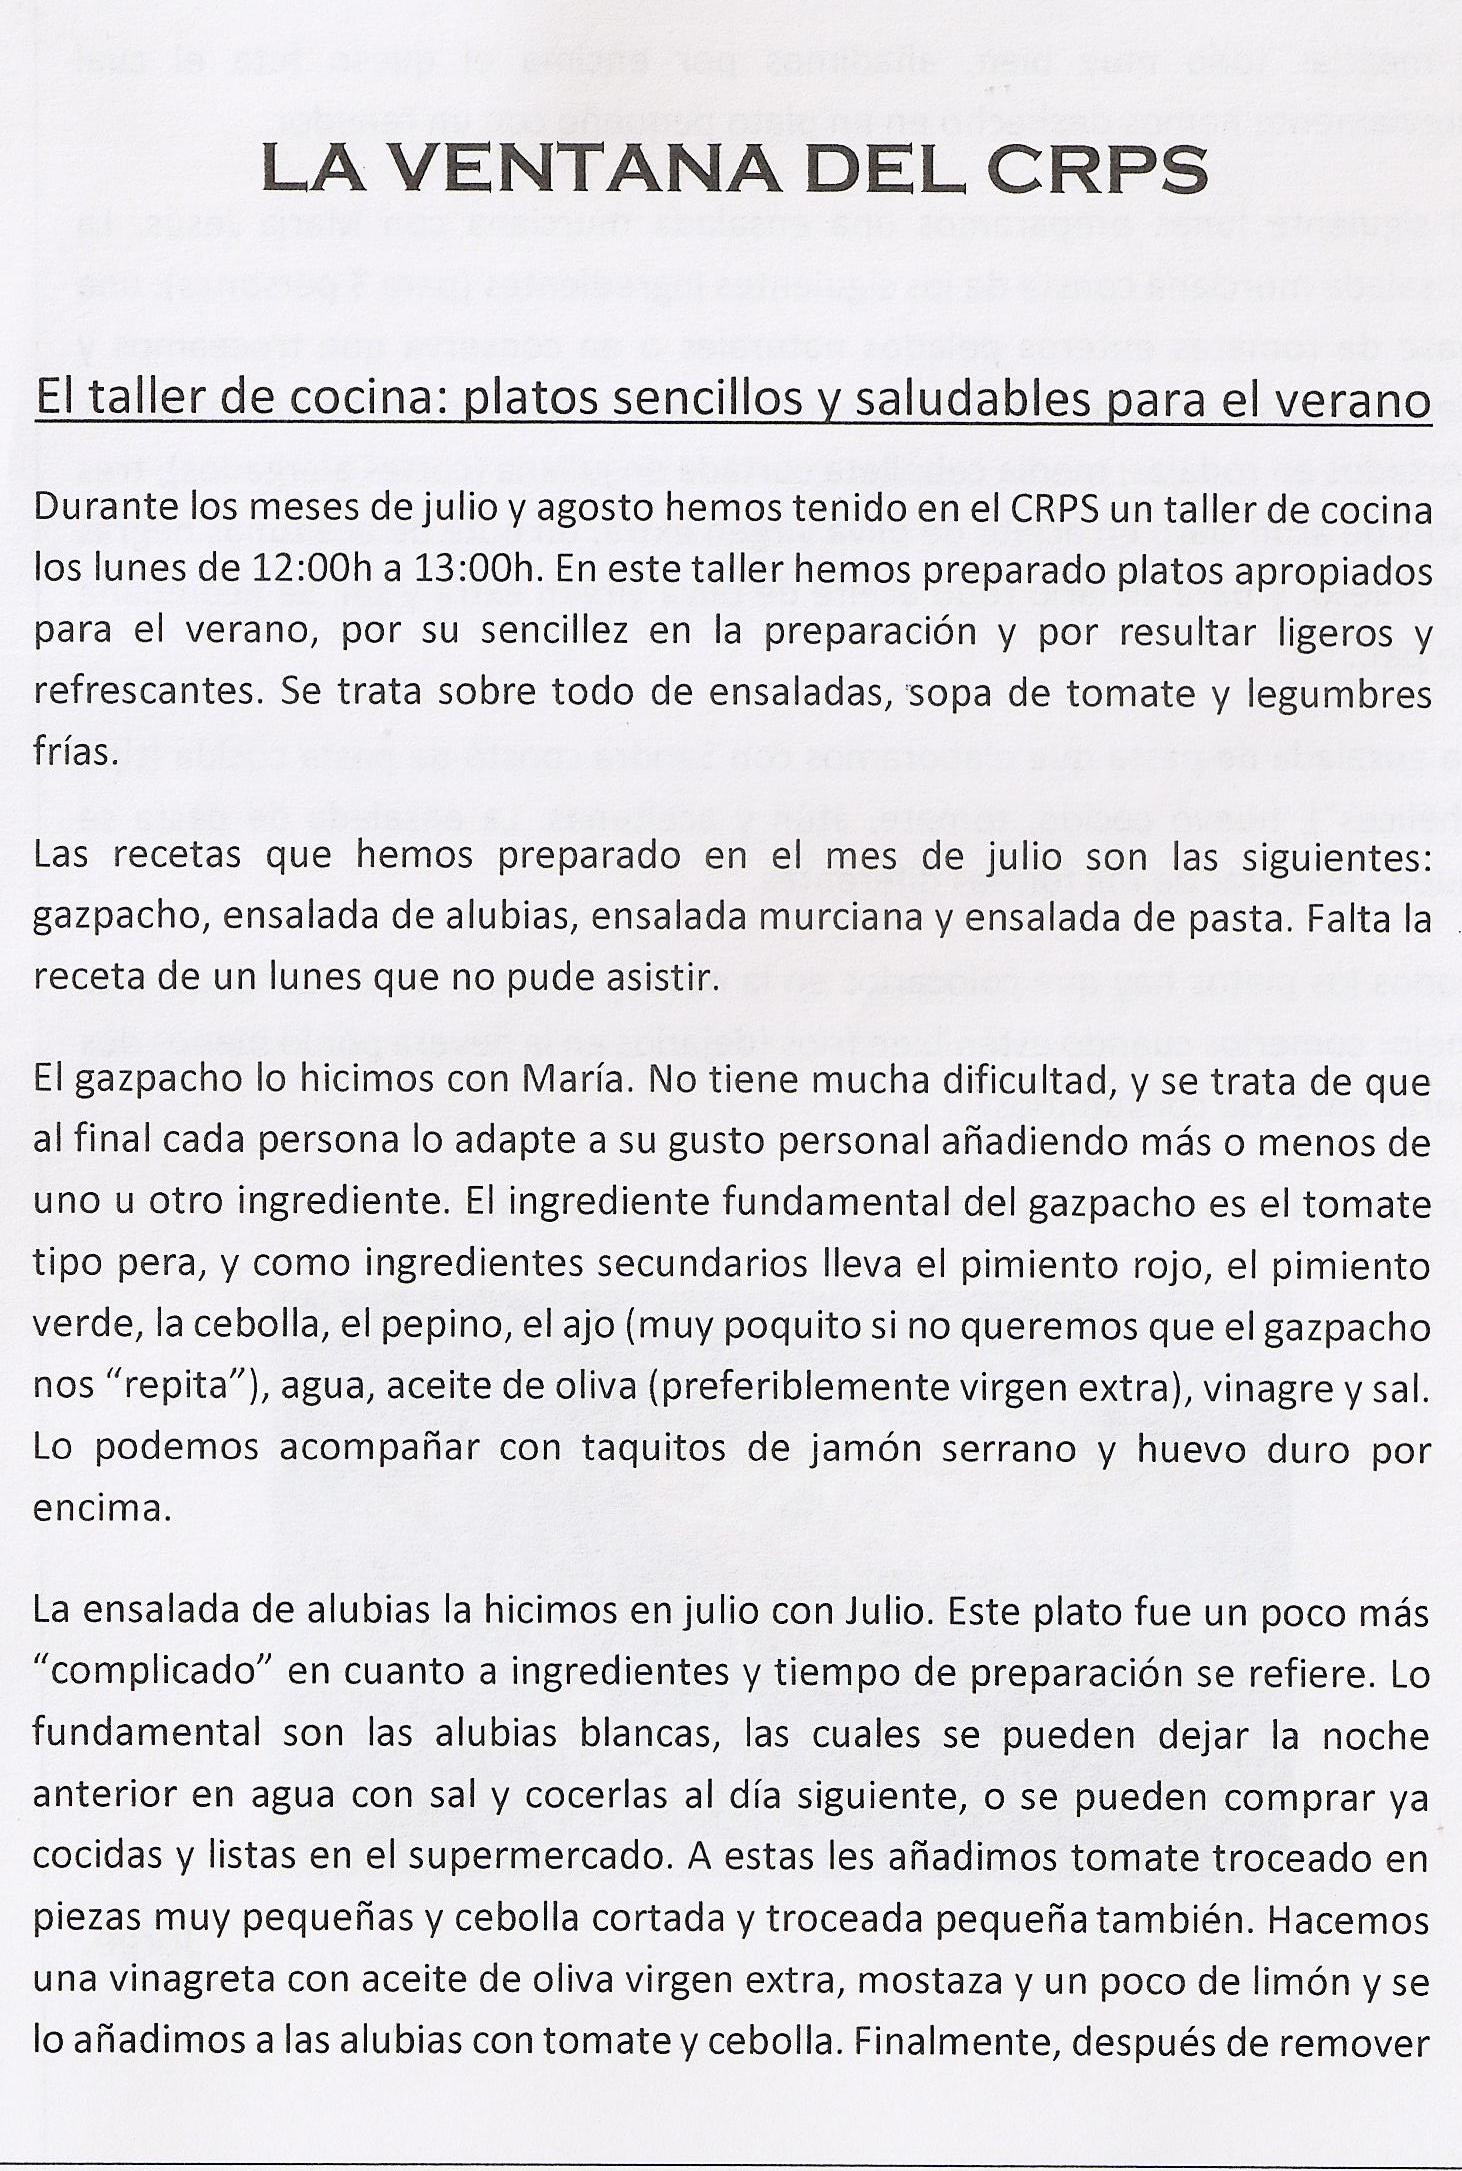 LA VENTANA DEL CRPS
El taller de cocina: platos sencillos y saludables para el verano
Durante los meses de julio y agosto hemos tenido en el CRPS un taller de cocina
los lunes de 12:00h a 13:00h. En este taller hemos preparado platos apropiados
para el verano, por su sencillez en la preparación y por resultar ligeros y
refrescantes. Se trata sobre todo de ensaladas, sopa de tomate y legumbres
frías.
Las recetas que hemos preparado en el mes de julio son las siguientes:
gazpacho, ensalada de alubias, ensalada murciana y ensalada de pasta. Falta la
receta de un lunes que no pude asistir.
El gazpacho lo hicimos con María. No tiene mucha dificultad, y se trata de que
al final cada persona lo adapte a su gusto personal añadiendo más o menos de
uno u otro ingrediente. El ingrediente fundamental del gazpacho es el tomate
tipo pera, y como ingredientes secundarios lleva el pimiento rojo, el pimiento
verde, la cebolla, el pepino, el ajo (muy poquito si no queremos que el gazpacho
nos “repita”), agua, aceite de oliva (preferiblemente virgen extra), vinagre y sal.
Lo podemos acompañar con taquitos de jamón serrano y huevo duro por
encima.
La ensalada de alubias la hicimos en julio con Julio. Este plato fue un poco más
“complicado” en cuanto a ingredientes y tiempo de preparación se refiere. Lo
fundamental son las alubias blancas, las cuales se pueden dejar la noche
anterior en agua con sal y cocerlas al día siguiente, o se pueden comprar ya
cocidas y listas en el supermercado. A estas les añadimos tomate troceado en
piezas muy pequeñas y cebolla cortada y troceada pequeña también. Hacemos
una vinagreta con aceite de oliva virgen extra, mostaza y un poco de limón y se
lo añadimos a las alubias con tomate y cebolla. Finalmente, después de remover